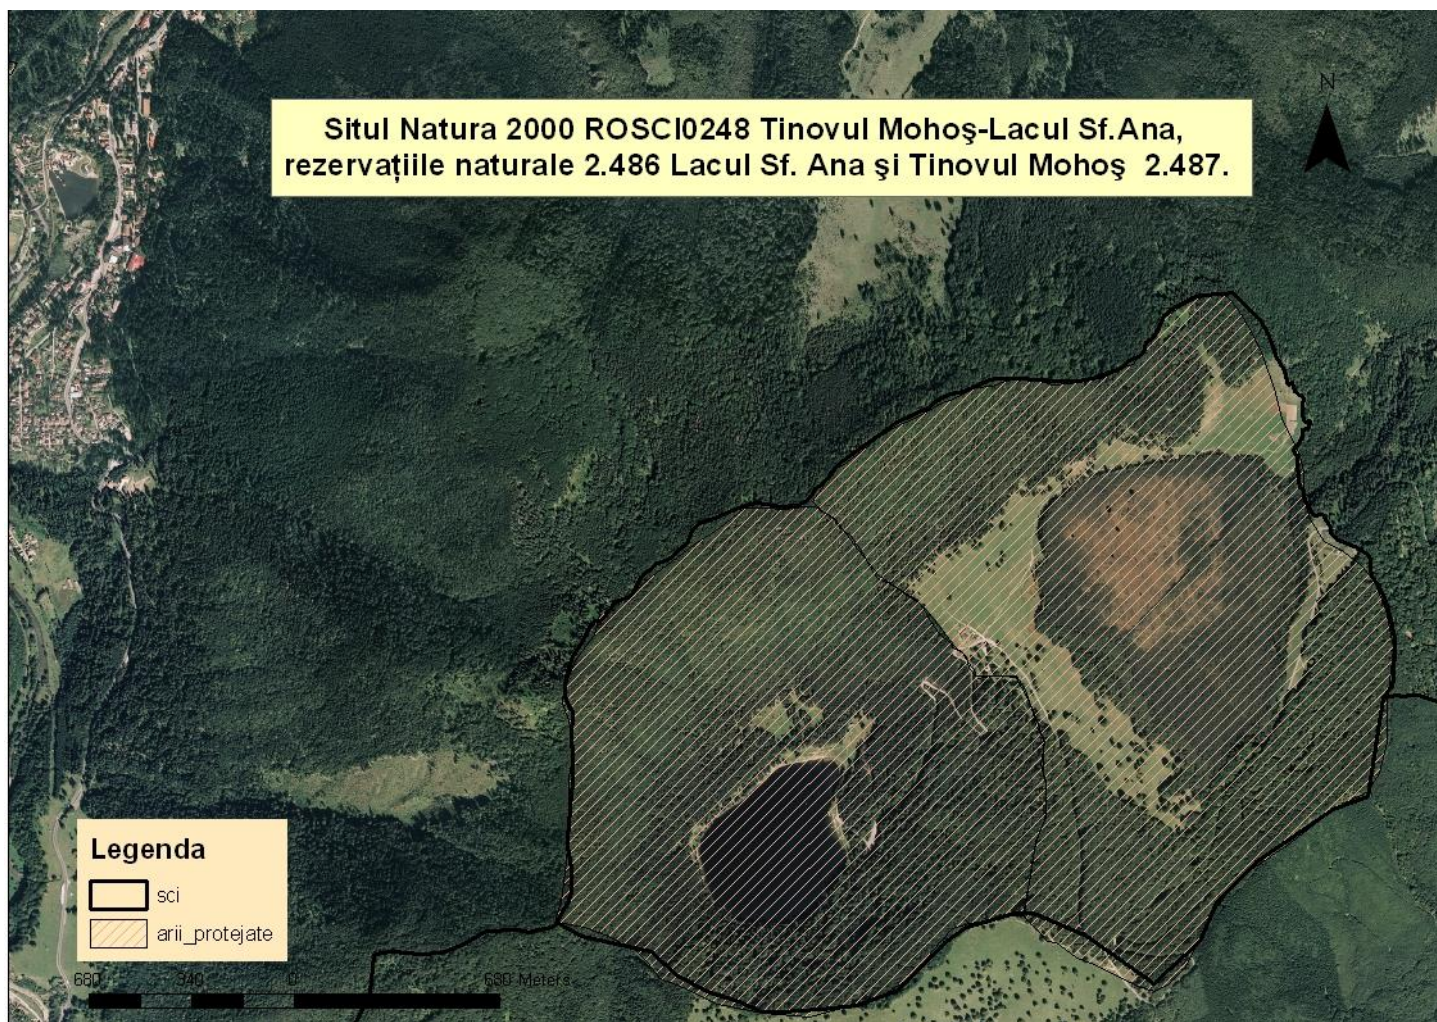 Situl Natura 2000 ROSCI0248 Tinovul Mohoş-Lacul Sf.Ana,
rezervațiile naturale 2.486 Lacul Sf. Ana şi Tinovul Mohoş 2.487.
N
Legenda
sci
arii_protejate
680 340 0 680 Meters